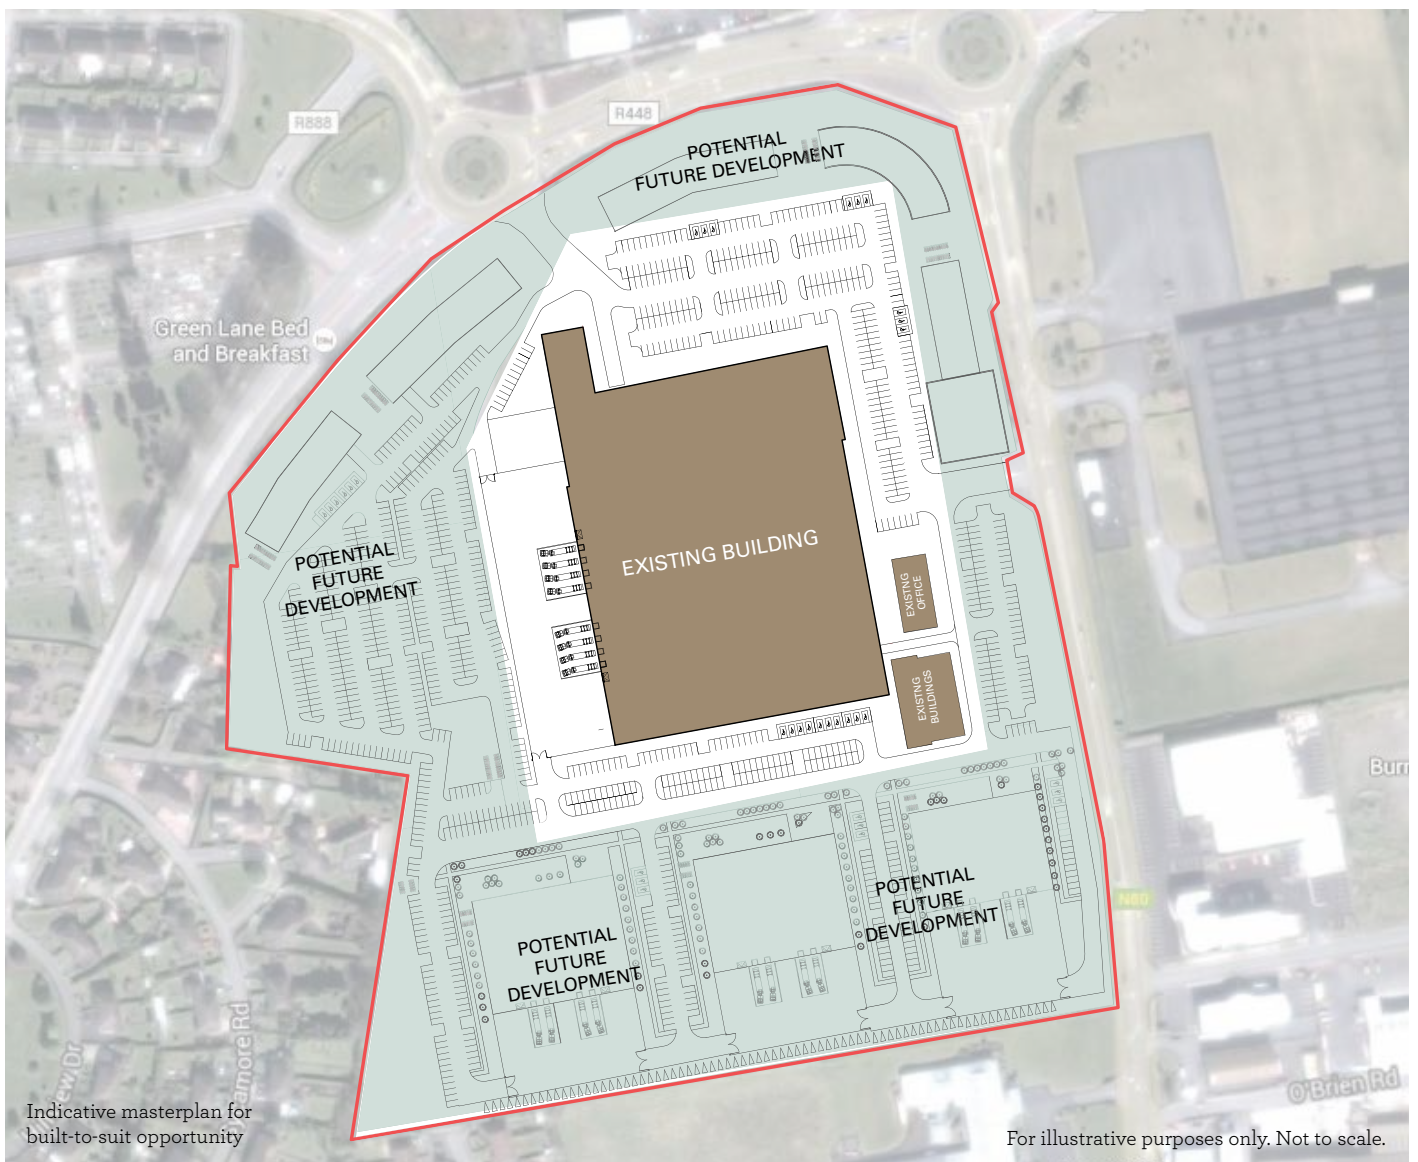 R888
R448
POTENTIAL
FUTURE DEVELOPMENT
Green Lane Bed
and Breakfast
POTENTIAL
FUTURE
DEVELOPMENT
EXISTING BUILDING
EXISTNG
OFFICE
EXISTNG
BUILDINGS
POTENTIAL
FUTURE
DEVELOPMENT
POTENTIAL
FUTURE
DEVELOPMENT
N80
O'Brien Rd
Indicative masterplan for
built-to-suit opportunity
For illustrative purposes only. Not to scale.